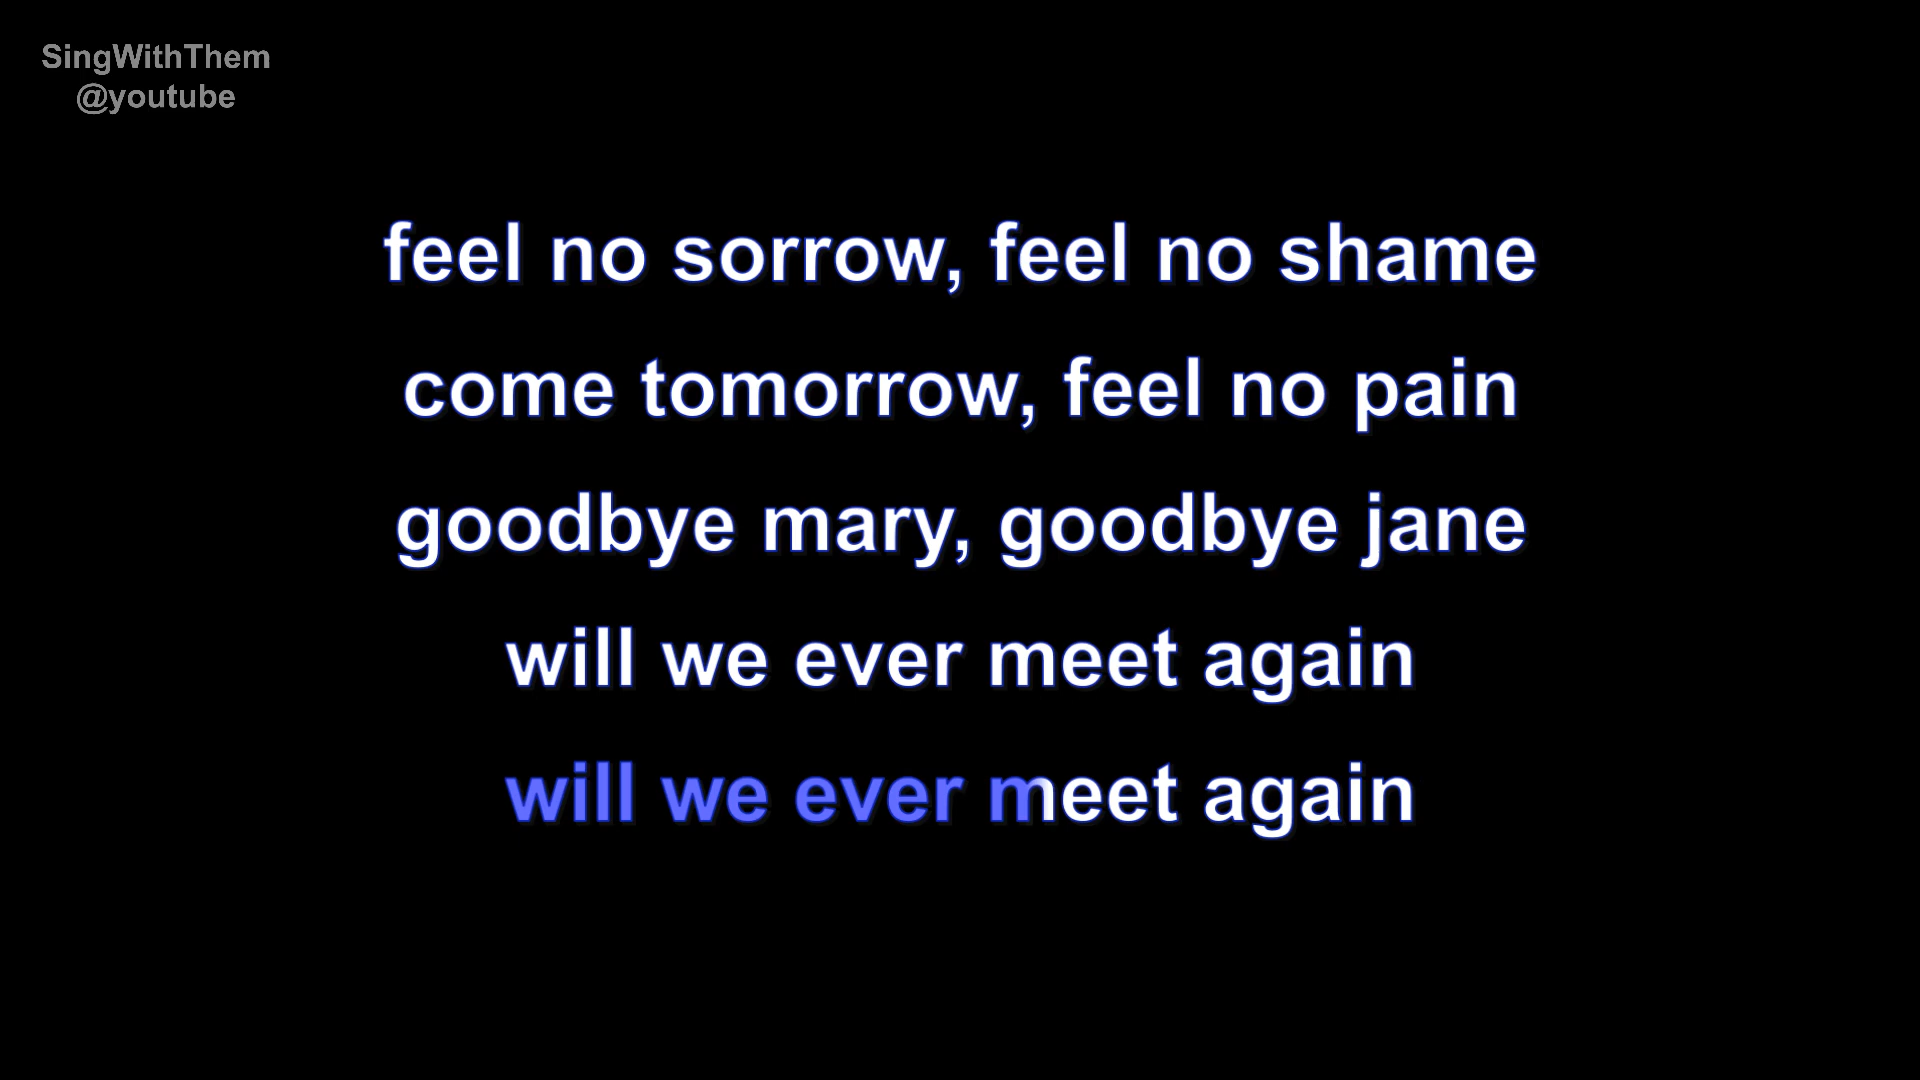 SingWithThem
@youtube
feel no sorrow, feel no shame
come tomorrow, feel no pain
goodbye mary, goodbye jane
will we ever meet again
will we ever meet again